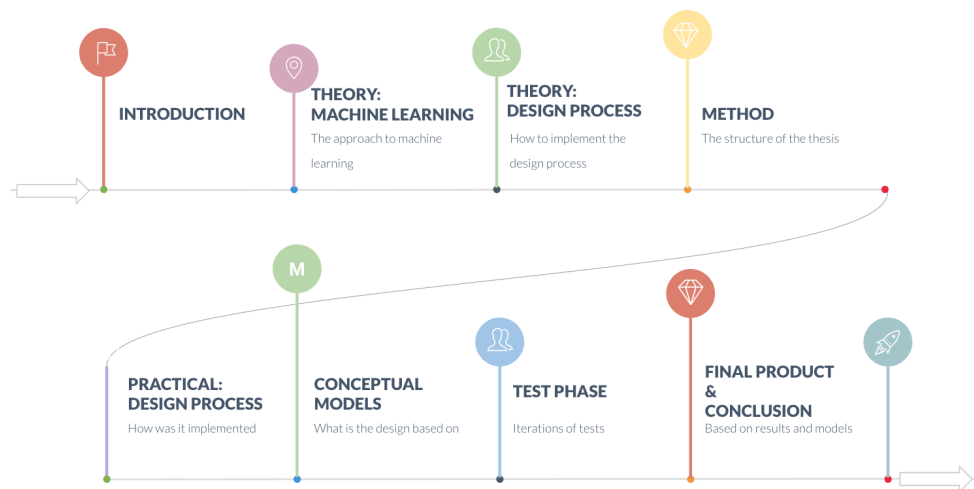 INTRODUCTION
THEORY:
MACHINE LEARNING
The approach to machine
learning
THEORY:
DESIGN PROCESS
How to implement the
design process
METHOD
The structure of the thesis
M
PRACTICAL:
DESIGN PROCESS
How was it implemented
CONCEPTUAL
MODELS
What is the design based on
TEST PHASE
Iterations of tests
FINAL PRODUCT
&
CONCLUSION
Based on results and models